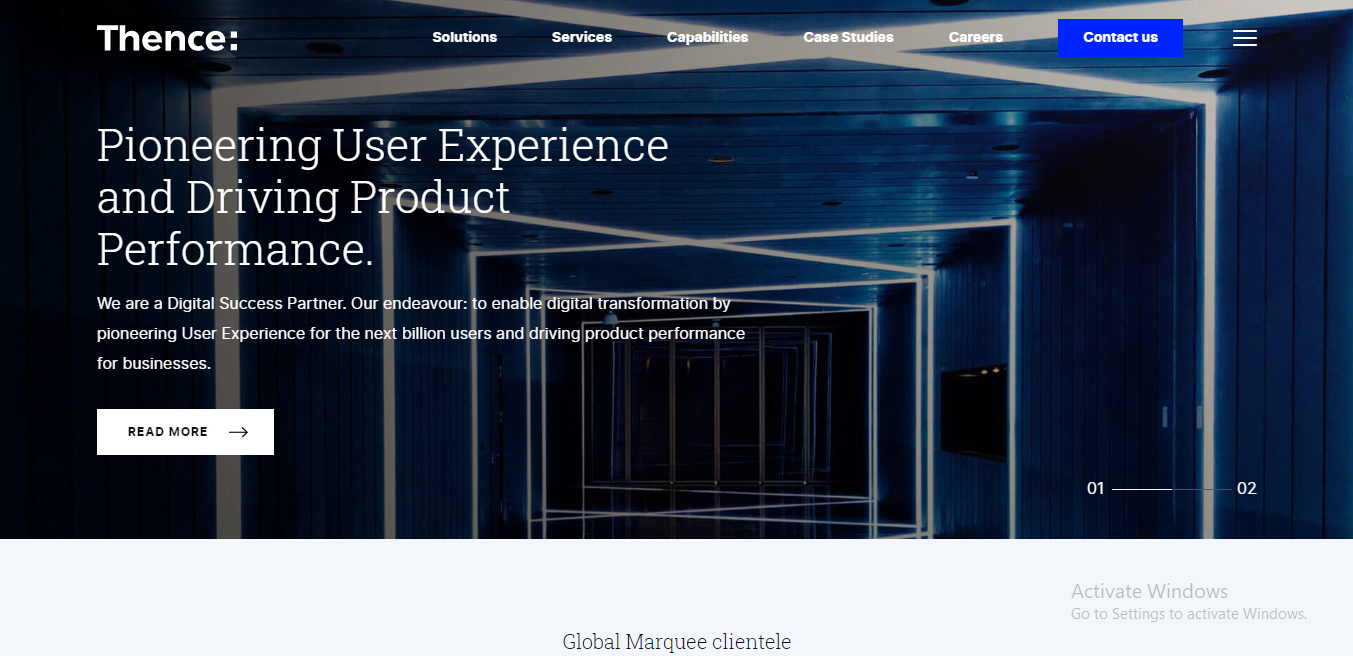 Thence:
Solutions
Services
Capabilities
Case Studies
Careers
Contact us
Pioneering User Experience
and Driving Product
Performance.
We are a Digital Success Partner. Our endeavour: to enable digital transformation by
pioneering User Experience for the next billion users and driving product performance
for businesses.
READ MORE
01
02
Activate Windows
Go to Settings to activate Windows.
Global Marquee clientele